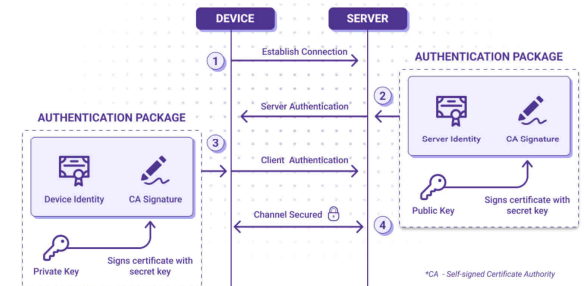 DEVICE
SERVER
1
Establish Connection
AUTHENTICATION PACKAGE
2
Server Authentication
Server Identity
CA Signature
AUTHENTICATION PACKAGE
3
Client Authentication
Device Identity
CA Signature
Public Key
Signs certificate with
secret key
Channel Secured
4
Private Key
Signs certificate with
secret key
*CA - Self-signed Certificate Authority